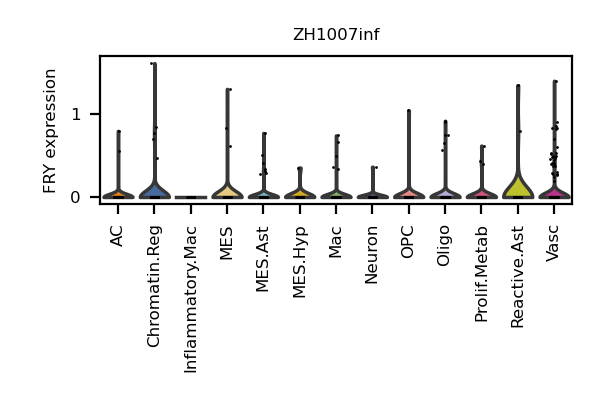 ZH1007inf
FRY expression
1
0
AC
Chromatin.Reg
Inflammatory.Mac
MES
MES.Ast
MES.Hyp
Mac
Neuron
OPC
Oligo
Prolif.Metab
Reactive.Ast
Vasc